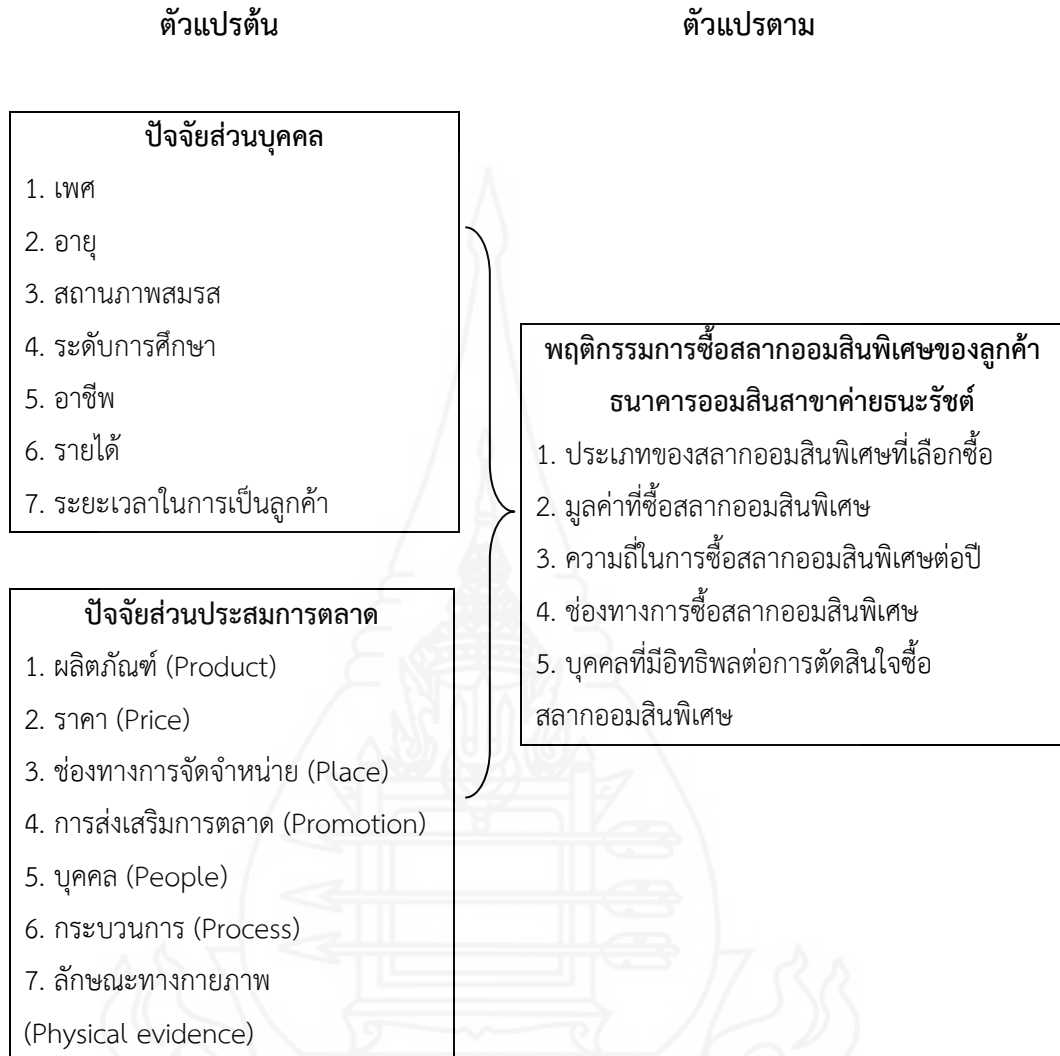 ตัวแปรต้น
ตัวแปรตาม
ปัจจัยส่วนบุคคล
1. เพศ
2. อายุ
3. สถานภาพสมรส
4. ระดับการศึกษา
5. อาชีพ
6. รายได้
7. ระยะเวลาในการเป็นลูกค้า
ปัจจัยส่วนประสมการตลาด
1. ผลิตภัณฑ์ (Product)
2. ราคา (Price)
3. ช่องทางการจัดจำหน่าย (Place)
4. การส่งเสริมการตลาด (Promotion)
5. บุคคล (People)
6. กระบวนการ (Process)
7. ลักษณะทางกายภาพ
(Physical evidence)
พฤติกรรมการซื้อสลากออมสินพิเศษของลูกค้า
ธนาคารออมสินสาขาค่ายธนะรัชต์
1. ประเภทของสลากออมสินพิเศษที่เลือกซื้อ
2. มูลค่าที่ซื้อสลากออมสินพิเศษ
3. ความถี่ในการซื้อสลากออมสินพิเศษต่อปี
4. ช่องทางการซื้อสลากออมสินพิเศษ
5. บุคคลที่มีอิทธิพลต่อการตัดสินใจซื้อ
สลากออมสินพิเศษ